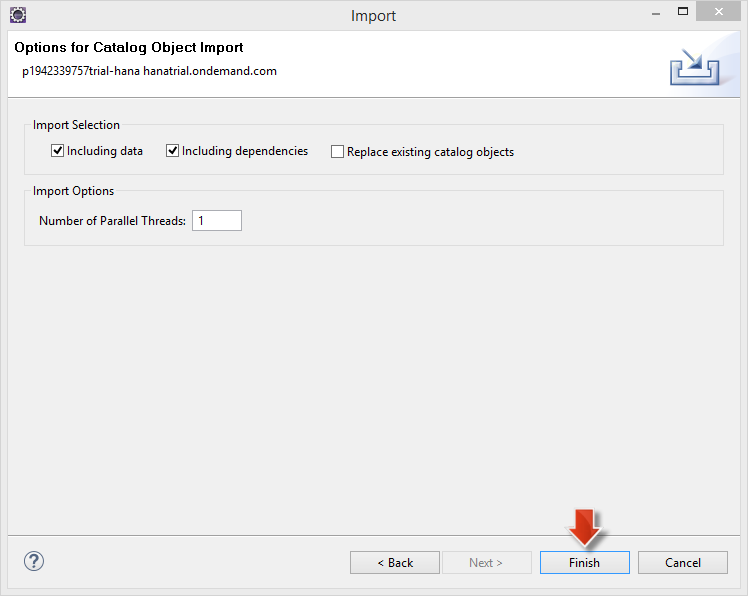 Import
Options for Catalog Object Import
p1942339757trial-hana hanatrial.ondemand.com
Import Selection
Including data Including dependencies Replace existing catalog objects
Import Options
Number of Parallel Threads: 1
? < Back Next > Finish Cancel